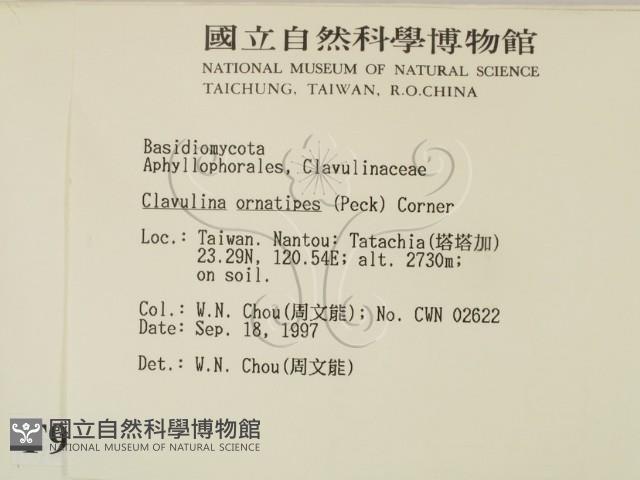 國立自然科學博物館
NATIONAL MUSEUM OF NATURAL SCIENCE
TAICHUNG, TAIWAN, R.O.CHINA
Basidiomycota
Aphyllophorales, Clavulinaceae
Clavulina ornatipes (Peck) Corner
Loc.: Taiwan. Nantou: Tatachia(塔塔加)
23.29N, 120.54E; alt. 2730m;
on soil.
Col.: W.N. Chou(周文能); No. CWN 02622
Date: Sep. 18, 1997
Det.: W.N. Chou(周文能)
國立自然科學博物館
NATIONAL MUSEUM OF NATURAL SCIENCE